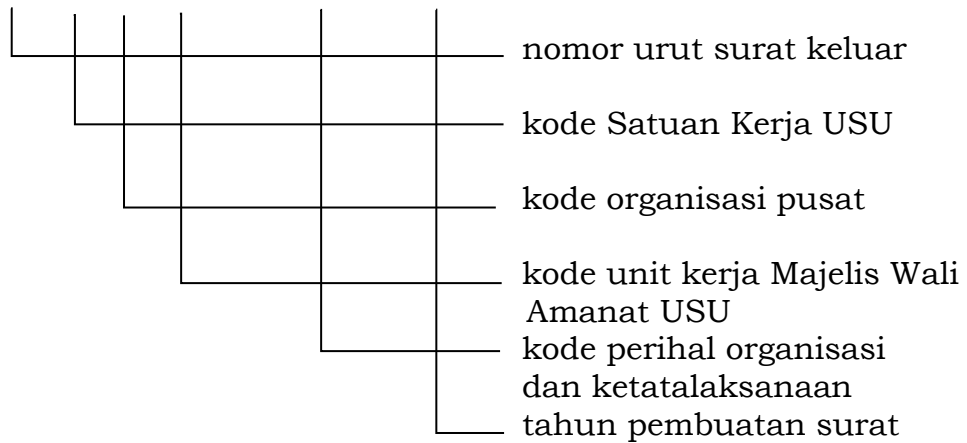 nomor urut surat keluar
kode Satuan Kerja USU
kode organisasi pusat
kode unit kerja Majelis Wali
Amanat USU
kode perihal organisasi
dan ketatalaksanaan
tahun pembuatan surat